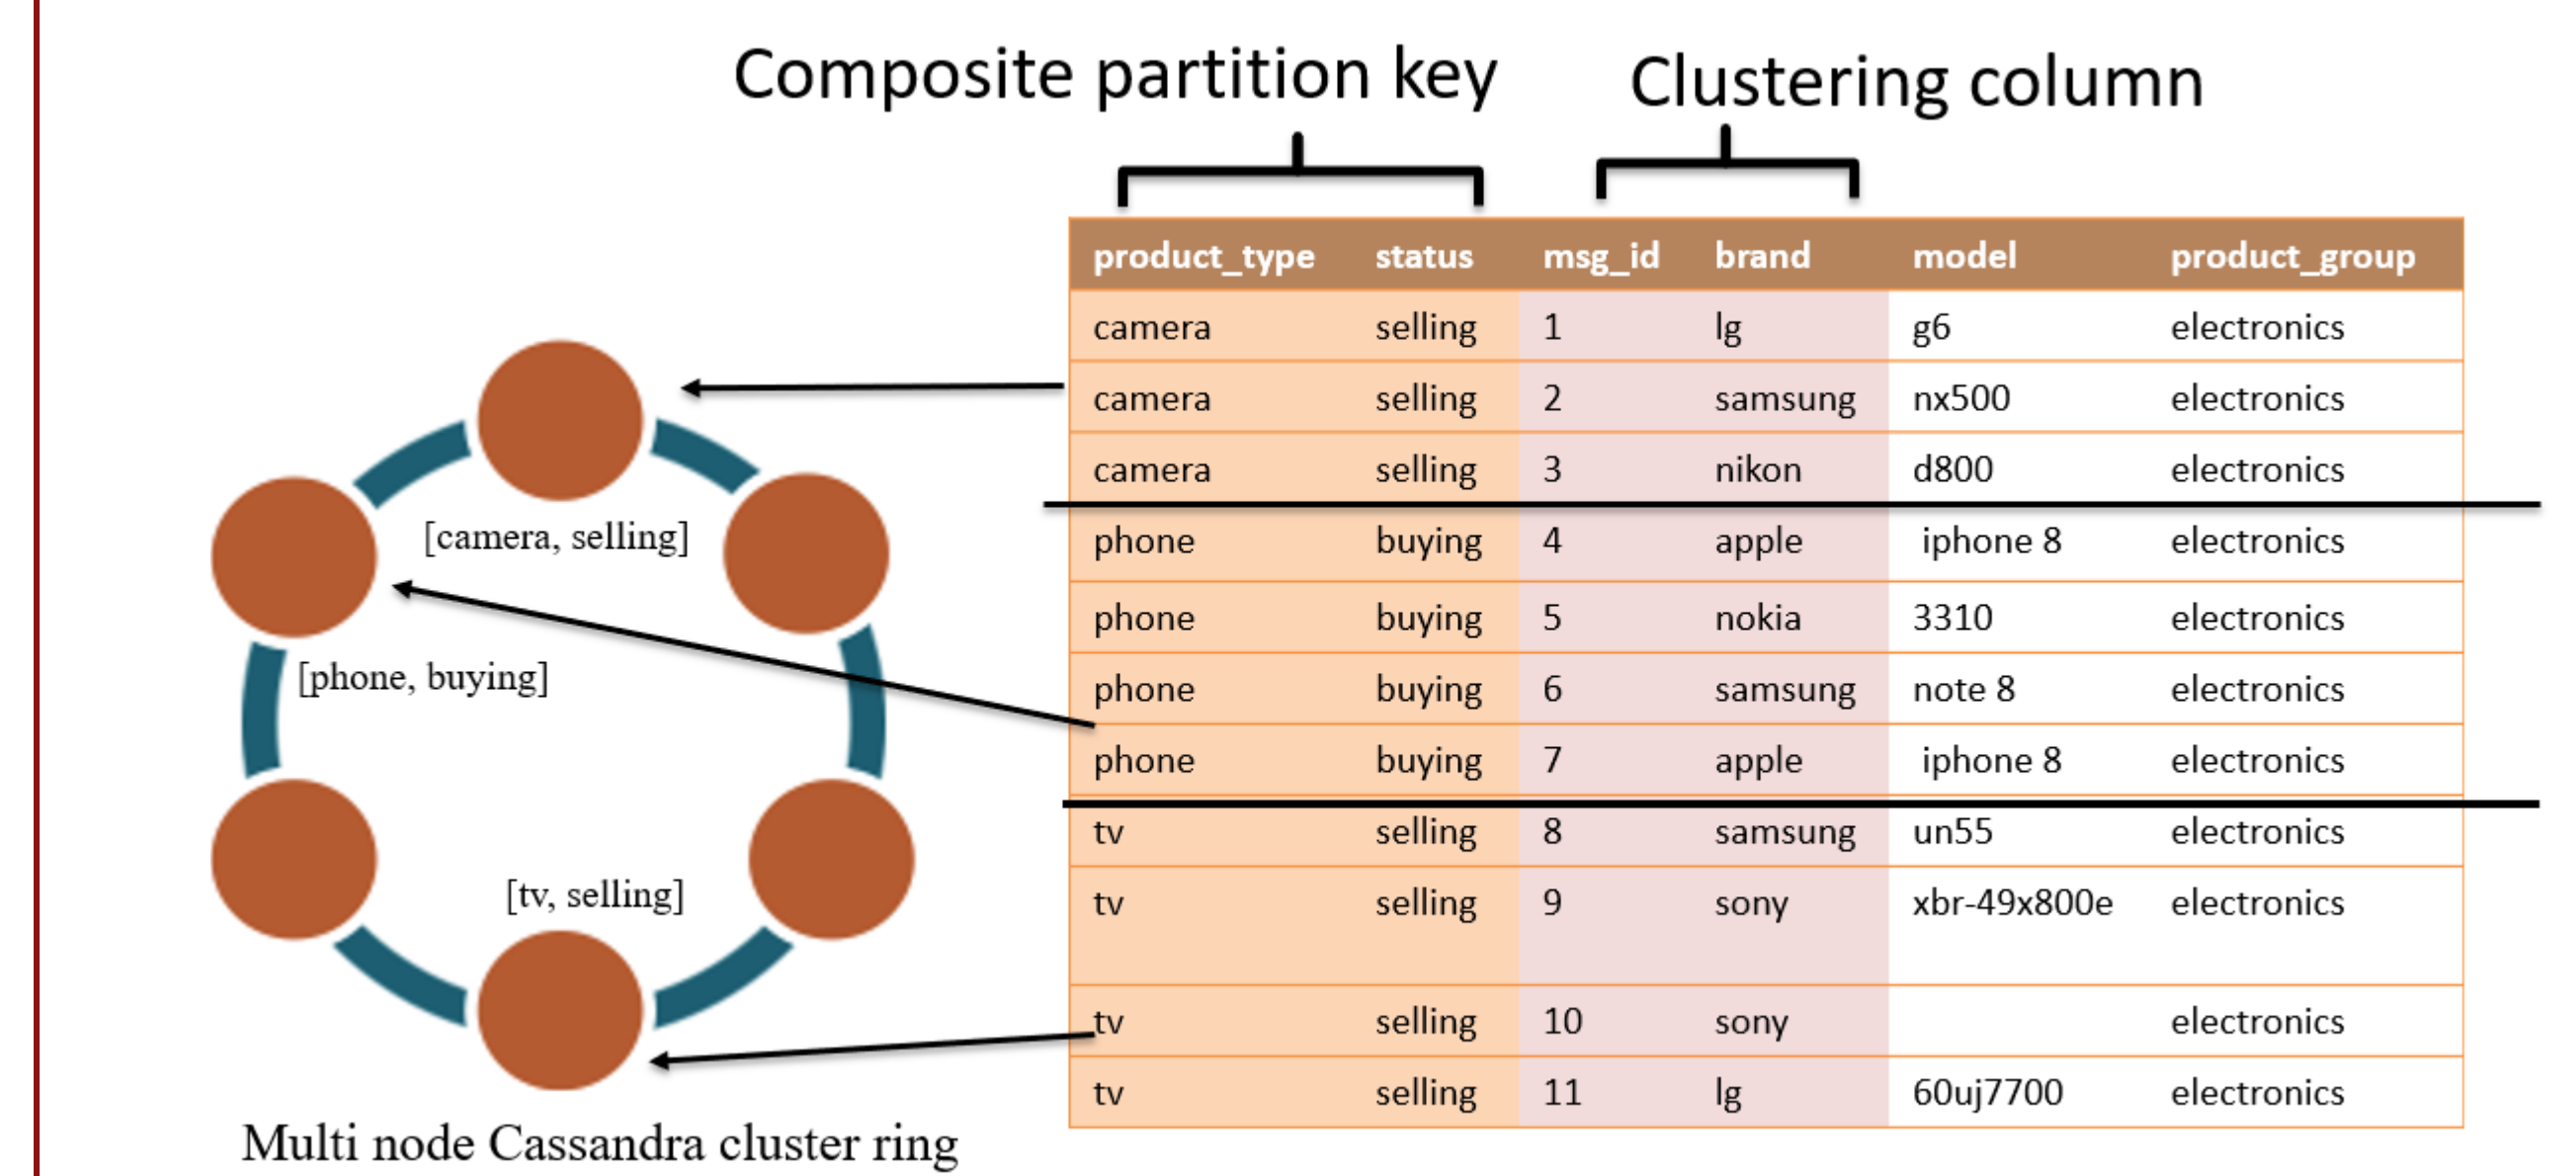 Composite partition key
Clustering column
product_type status msg_id brand model product_group
camera selling 1 lg g6 electronics
camera selling 2 samsung nx500 electronics
camera selling 3 nikon d800 electronics
phone buying 4 apple iphone 8 electronics
phone buying 5 nokia 3310 electronics
phone buying 6 samsung note 8 electronics
phone buying 7 apple iphone 8 electronics
tv selling 8 samsung un55 electronics
tv selling 9 sony xbr-49x800e electronics
tv selling 10 sony electronics
tv selling 11 lg 60uj7700 electronics
[camera, selling]
[phone, buying]
[tv, selling]
Multi node Cassandra cluster ring